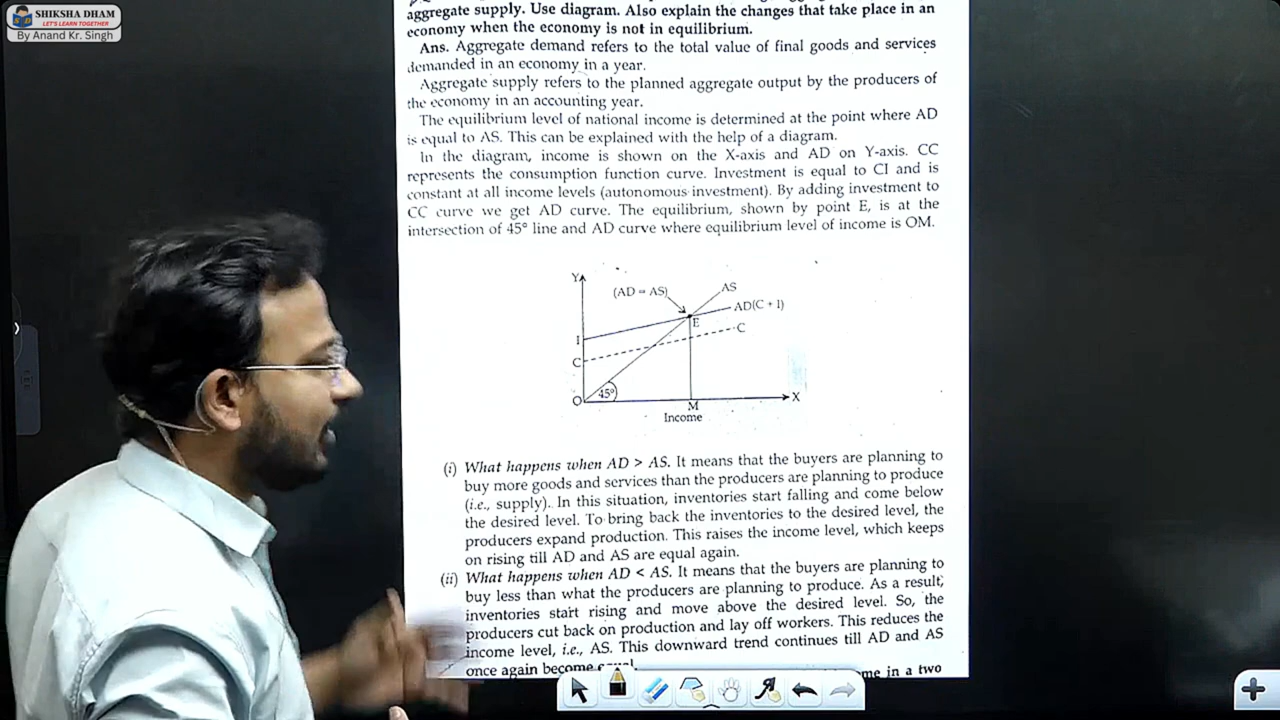 SHIKSHA DHAM
LET'S LEARN TOGETHER
By Anand Kr. Singh
aggregate supply. Use diagram. Also explain the changes that take place in an
economy when the economy is not in equilibrium.
Ans. Aggregate demand refers to the total value of final goods and services
demanded in an economy in a year.
Aggregate supply refers to the planned aggregate output by the producers of
the economy in an accounting year.
The equilibrium level of national income is determined at the point where AD
is equal to AS. This can be explained with the help of a diagram.
In the diagram, income is shown on the X-axis and AD on Y-axis. CC
represents the consumption function curve. Investment is equal to CI and is
constant at all income levels (autonomous investment). By adding investment to
CC curve we get AD curve. The equilibrium, shown by point E, is at the
intersection of 45° line and AD curve where equilibrium level of income is OM.
Y
(AD = AS)
AS
AD(C + I)
E
C
I
C
45°
O
M
X
Income
(i) What happens when AD > AS. It means that the buyers are planning to
buy more goods and services than the producers are planning to produce
(i.e., supply). In this situation, inventories start falling and come below
the desired level. To bring back the inventories to the desired level, the
producers expand production. This raises the income level, which keeps
on rising till AD and AS are equal again.
(ii) What happens when AD < AS. It means that the buyers are planning to
buy less than what the producers are planning to produce. As a result,
inventories start rising and move above the desired level. So, the
producers cut back on production and lay off workers. This reduces the
income level, i.e., AS. This downward trend continues till AD and AS
once again become
me in a two